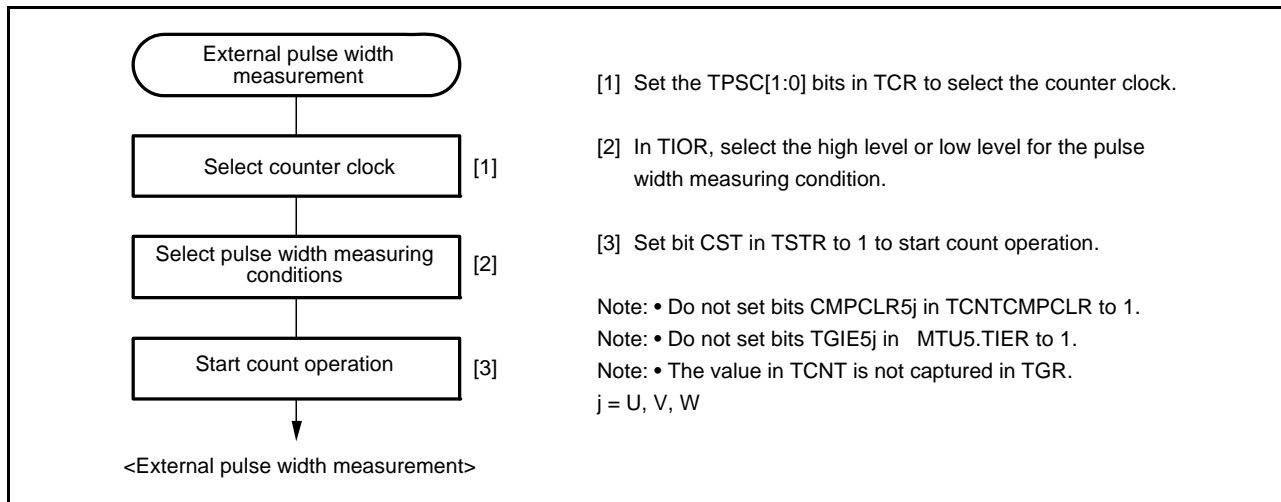 External pulse width
measurement
Select counter clock
[1]
Select pulse width measuring
conditions
[2]
Start count operation
[3]
<External pulse width measurement>
[1] Set the TPSC[1:0] bits in TCR to select the counter clock.
[2] In TIOR, select the high level or low level for the pulse
width measuring condition.
[3] Set bit CST in TSTR to 1 to start count operation.
Note: • Do not set bits CMPCLR5j in TCNTCMPCLR to 1.
Note: • Do not set bits TGIE5j in MTU5.TIER to 1.
Note: • The value in TCNT is not captured in TGR.
j = U, V, W